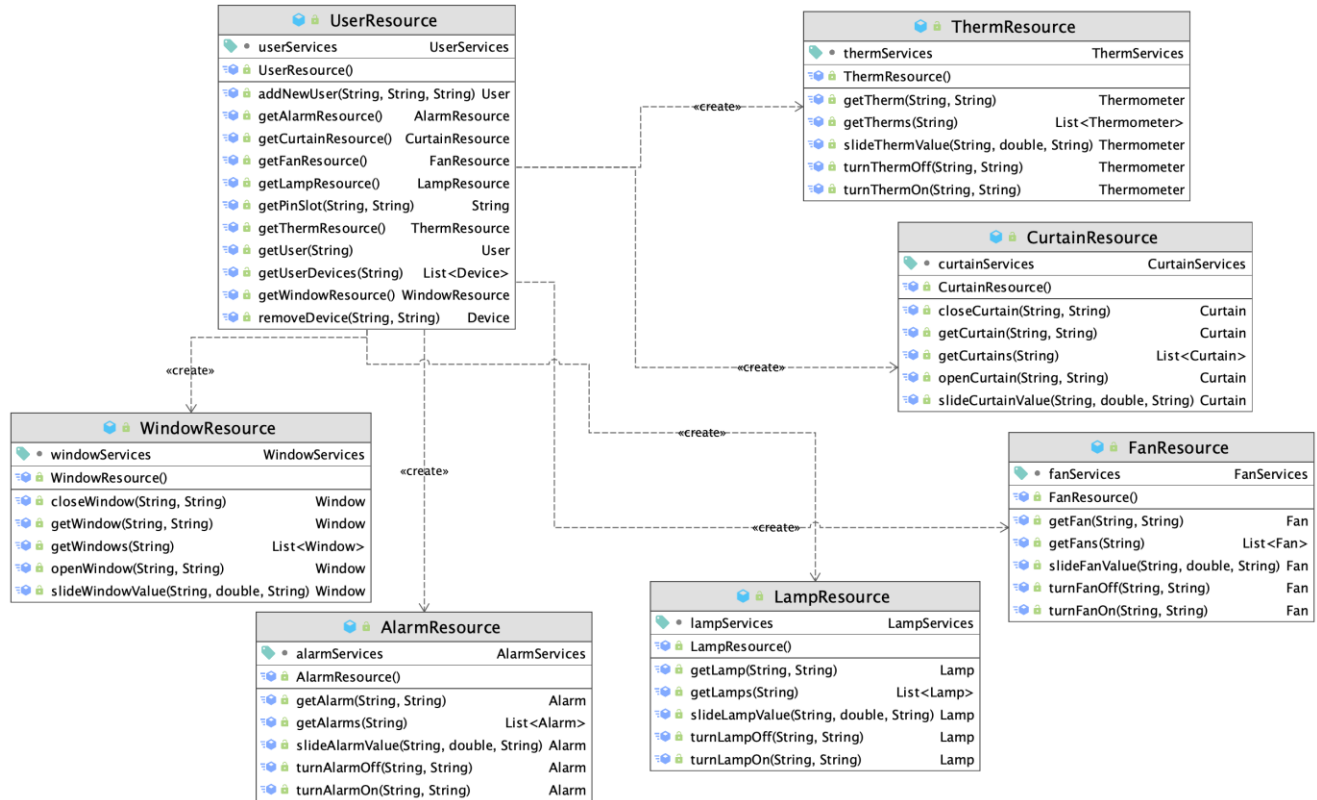 UserResource
userServices UserServices
UserResource()
addNewUser(String, String, String) User
getAlarmResource() AlarmResource
getCurtainResource() CurtainResource
getFanResource() FanResource
getLampResource() LampResource
getPinSlot(String, String) String
getThermResource() ThermResource
getUser(String) User
getUserDevices(String) List<Device>
getWindowResource() WindowResource
removeDevice(String, String) Device
ThermResource
thermServices ThermServices
ThermResource()
getTherm(String, String) Thermometer
getTherms(String) List<Thermometer>
slideThermValue(String, double, String) Thermometer
turnThermOff(String, String) Thermometer
turnThermOn(String, String) Thermometer
«create»
CurtainResource
curtainServices CurtainServices
CurtainResource()
closeCurtain(String, String) Curtain
getCurtain(String, String) Curtain
getCurtains(String) List<Curtain>
openCurtain(String, String) Curtain
slideCurtainValue(String, double, String) Curtain
«create»
«create»
WindowResource
windowServices WindowServices
WindowResource()
closeWindow(String, String) Window
getWindow(String, String) Window
getWindows(String) List<Window>
openWindow(String, String) Window
slideWindowValue(String, double, String) Window
«create»
«create»
«create»
FanResource
fanServices FanServices
FanResource()
getFan(String, String) Fan
getFans(String) List<Fan>
slideFanValue(String, double, String) Fan
turnFanOff(String, String) Fan
turnFanOn(String, String) Fan
LampResource
lampServices LampServices
LampResource()
getLamp(String, String) Lamp
getLamps(String) List<Lamp>
slideLampValue(String, double, String) Lamp
turnLampOff(String, String) Lamp
turnLampOn(String, String) Lamp
AlarmResource
alarmServices AlarmServices
AlarmResource()
getAlarm(String, String) Alarm
getAlarms(String) List<Alarm>
slideAlarmValue(String, double, String) Alarm
turnAlarmOff(String, String) Alarm
turnAlarmOn(String, String) Alarm